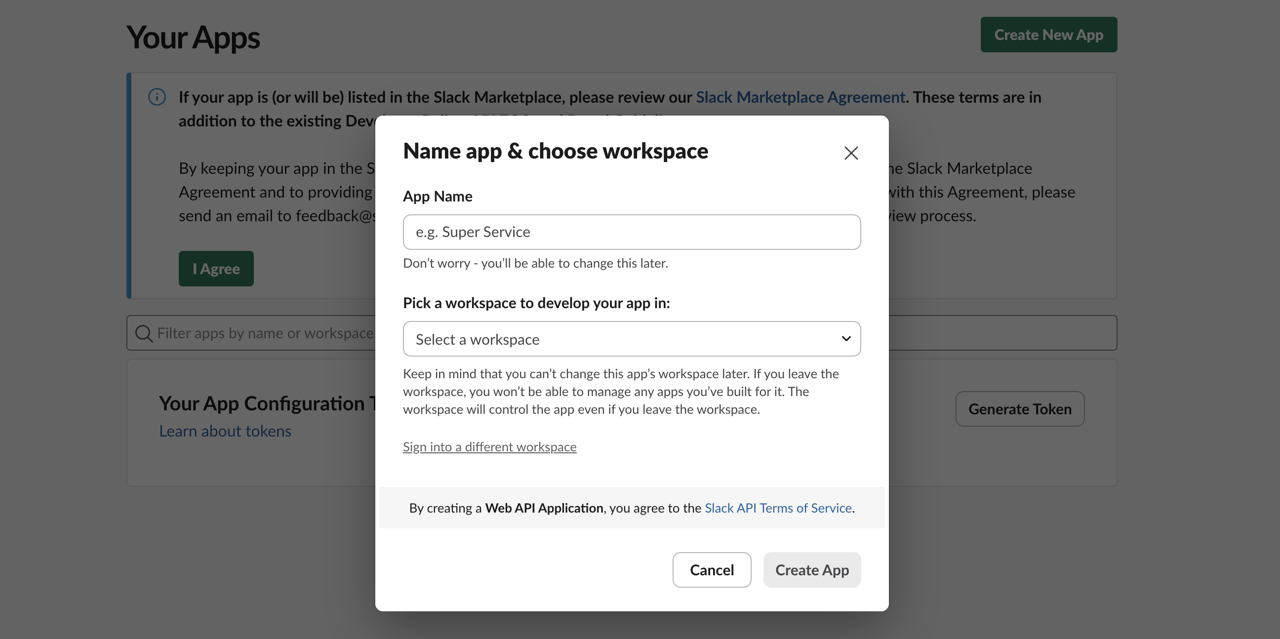 Your Apps
Create New App
If your app is (or will be) listed in the Slack Marketplace, please review our Slack Marketplace Agreement. These terms are in
addition to the existing
By keeping your app in the
he Slack Marketplace
Agreement and to providing
with this Agreement, please
send an email to feedback@
view process.
I Agree
Filter apps by name or workspace
Your App Configuration
Learn about tokens
Generate Token
Name app & choose workspace
App Name
e.g. Super Service
Don't worry - you'll be able to change this later.
Pick a workspace to develop your app in:
Select a workspace
Keep in mind that you can't change this app's workspace later. If you leave the
workspace, you won't be able to manage any apps you've built for it. The
workspace will control the app even if you leave the workspace.
Sign into a different workspace
By creating a Web API Application, you agree to the Slack API Terms of Service.
Cancel
Create App